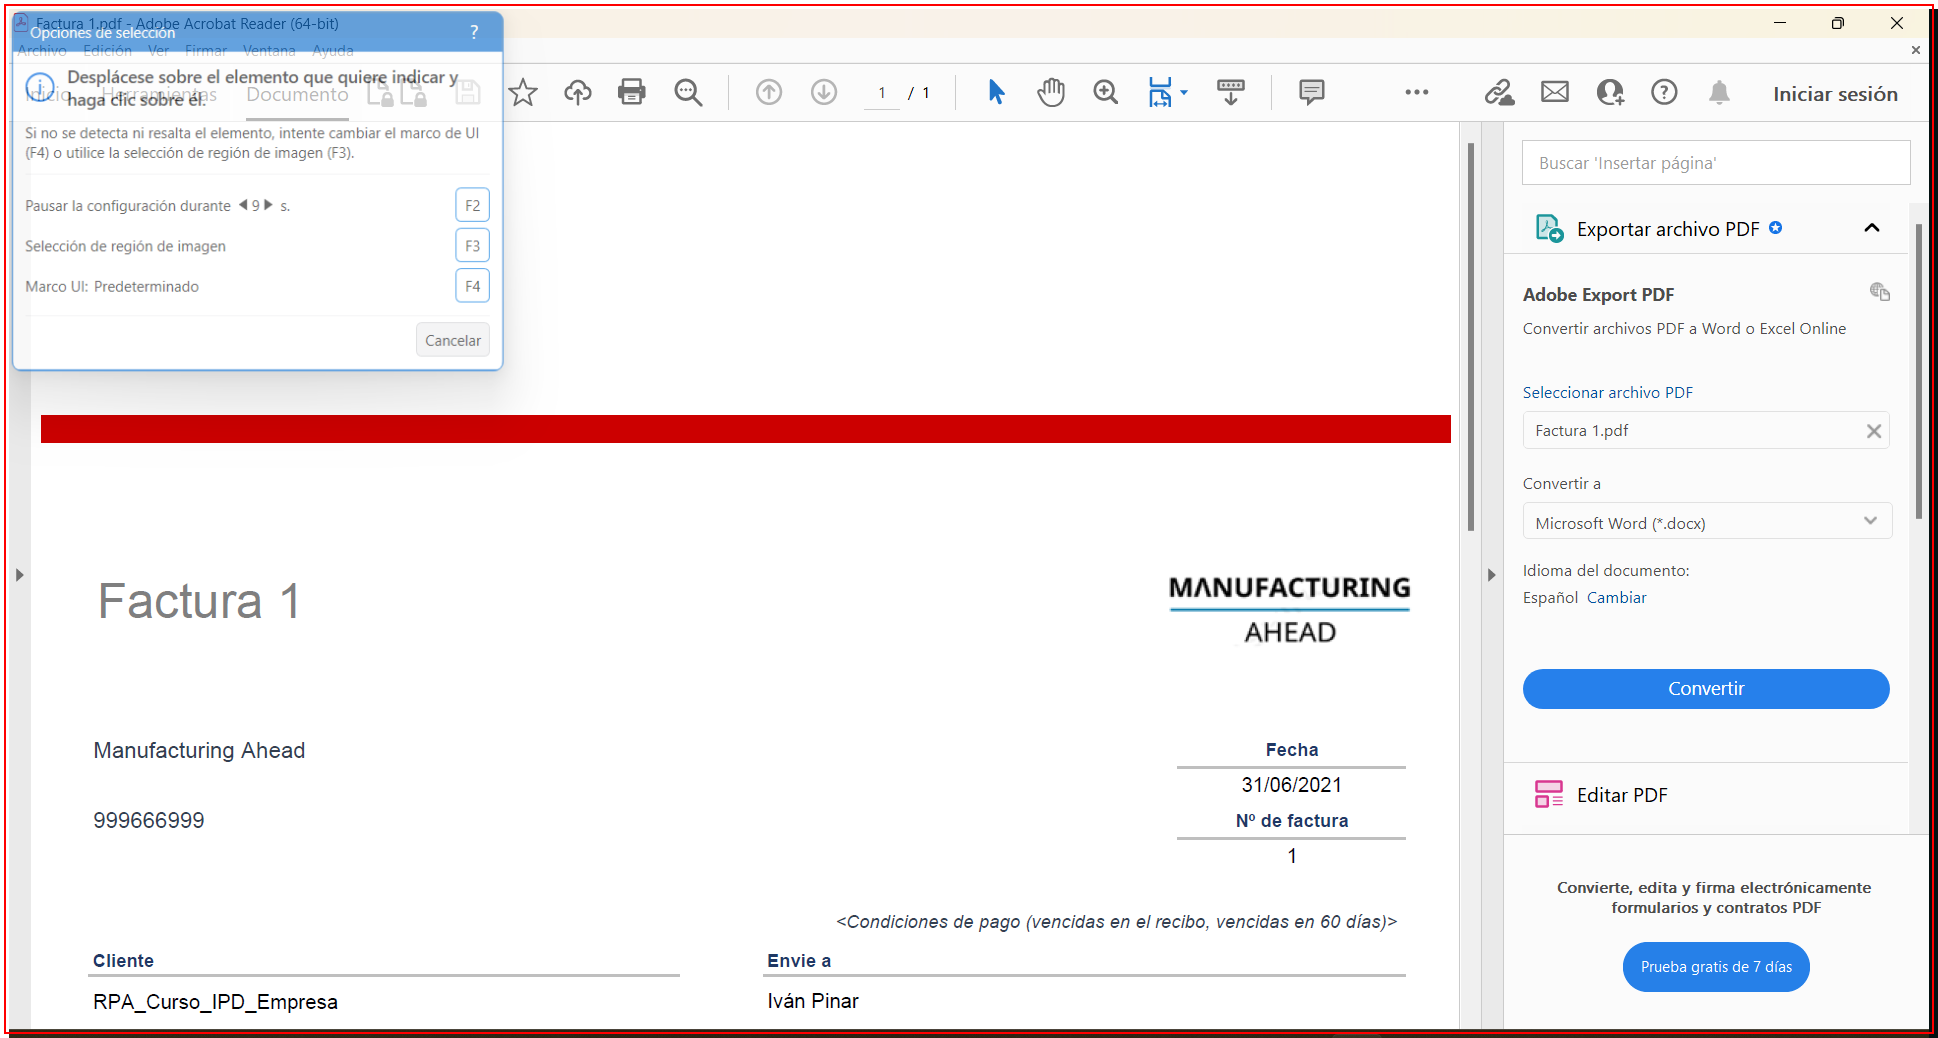 Factura 1.pdf - Adobe Acrobat Reader (64-bit)
Opciones de selección
?
Archivo Edición Ver Firmar Ventana Ayuda
Desplácese sobre el elemento que quiere indicar y
haga clic sobre él.
Inicio Herramientas Documento
1 / 1
Iniciar sesión
Si no se detecta ni resalta el elemento, intente cambiar el marco de UI
(F4) o utilice la selección de región de imagen (F3).
Pausar la configuración durante 9 s.
F2
Selección de región de imagen
F3
Marco UI: Predeterminado
F4
Cancelar
Factura 1
MANUFACTURING
AHEAD
Manufacturing Ahead
999666999
Fecha
31/06/2021
Nº de factura
1
<Condiciones de pago (vencidas en el recibo, vencidas en 60 días)>
Cliente
RPA_Curso_IPD_Empresa
Envie a
Iván Pinar
Buscar 'Insertar página'
Exportar archivo PDF
Adobe Export PDF
Convertir archivos PDF a Word o Excel Online
Seleccionar archivo PDF
Factura 1.pdf
Convertir a
Microsoft Word (*.docx)
Idioma del documento:
Español Cambiar
Convertir
Editar PDF
Convierte, edita y firma electrónicamente
formularios y contratos PDF
Prueba gratis de 7 días